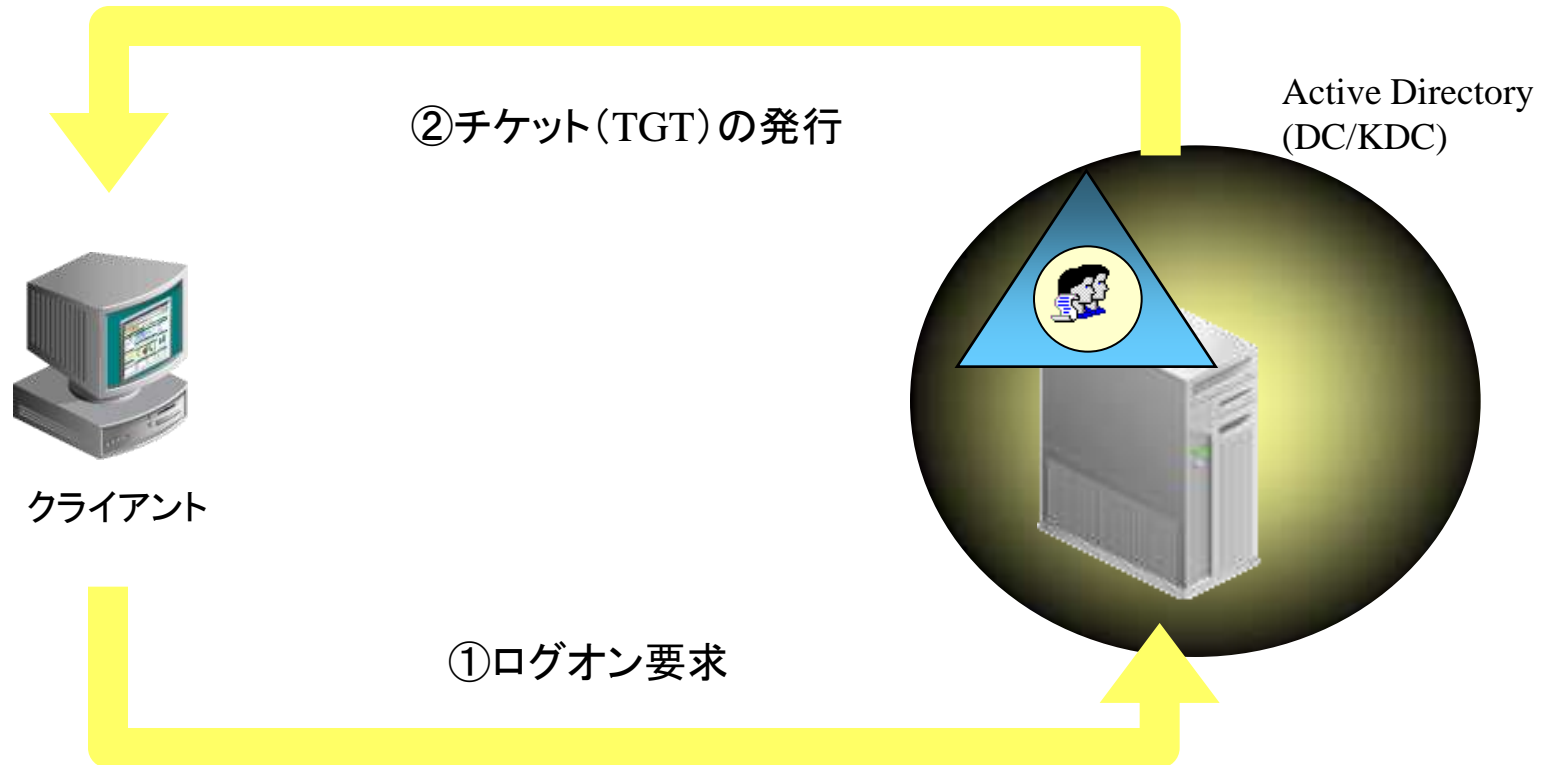 ②チケット(TGT)の発行
Active Directory
(DC/KDC)
クライアント
①ログオン要求